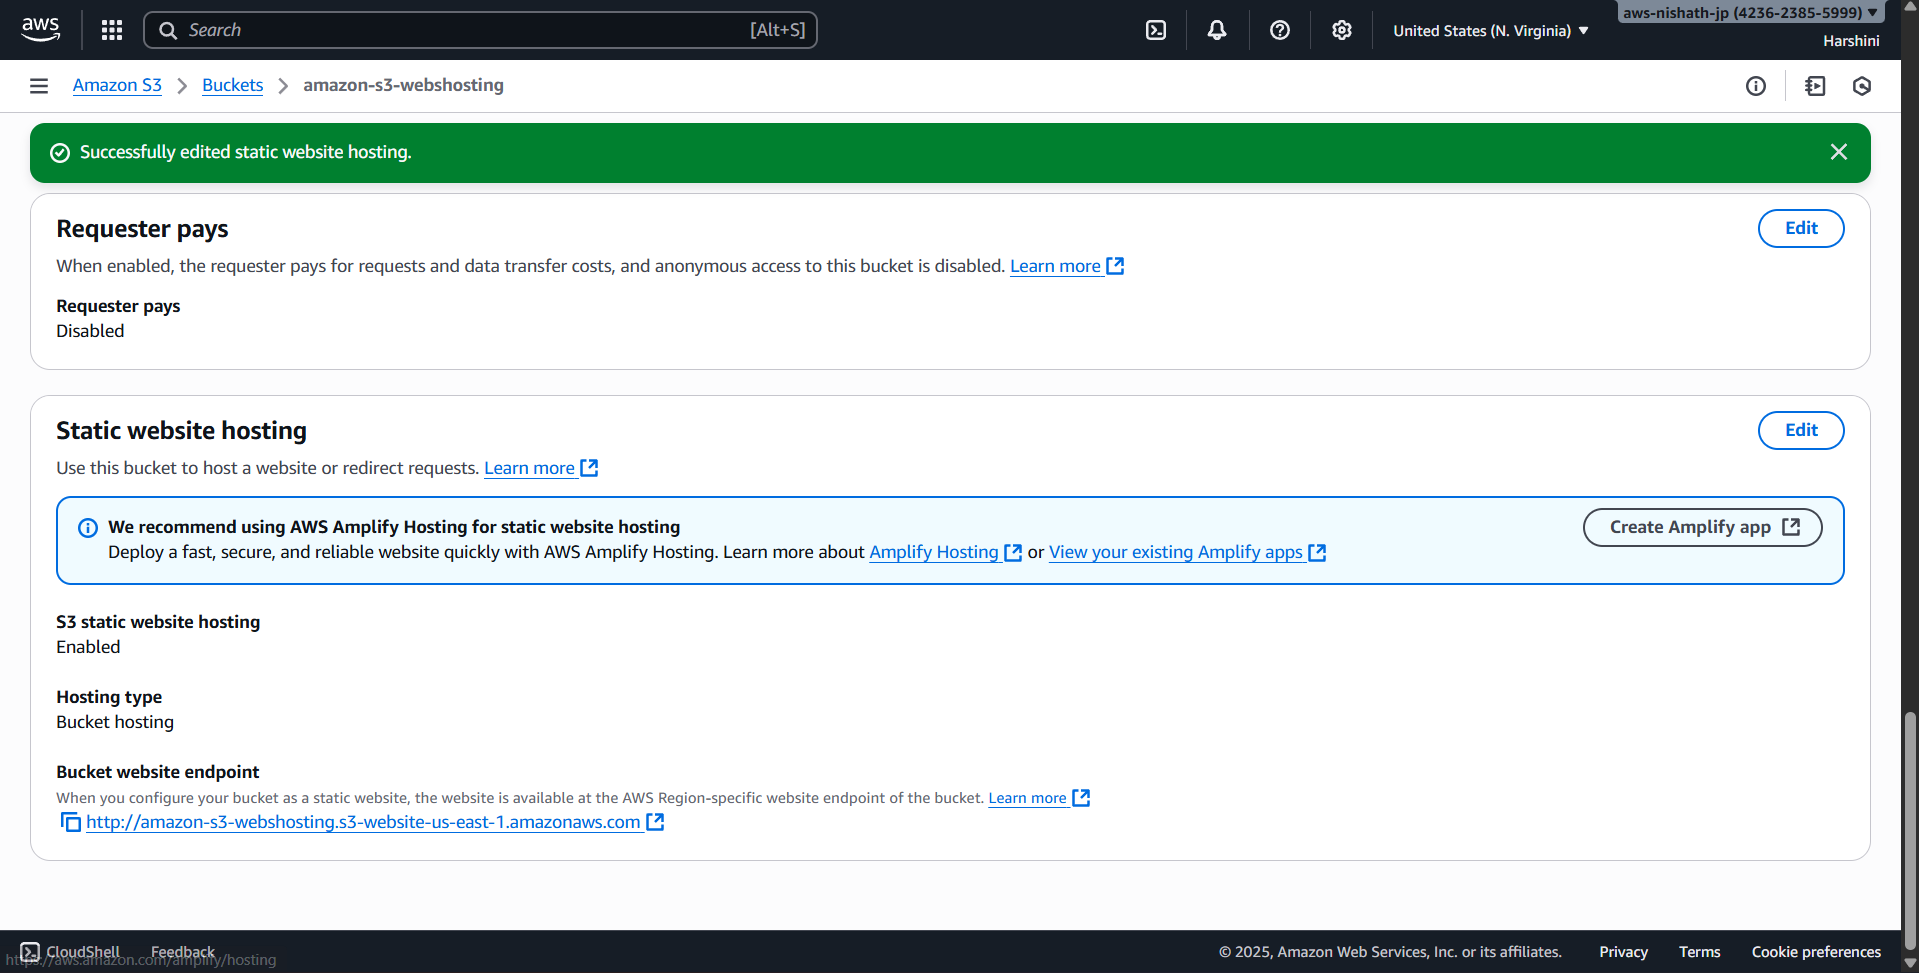 aws
Search [Alt+S]
United States (N. Virginia)
aws-nishath-jp (4236-2385-5999)
Harshini
Amazon S3 > Buckets > amazon-s3-webshosting
Successfully edited static website hosting.
Requester pays
Edit
When enabled, the requester pays for requests and data transfer costs, and anonymous access to this bucket is disabled. Learn more
Requester pays
Disabled
Static website hosting
Edit
Use this bucket to host a website or redirect requests. Learn more
We recommend using AWS Amplify Hosting for static website hosting
Deploy a fast, secure, and reliable website quickly with AWS Amplify Hosting. Learn more about Amplify Hosting or View your existing Amplify apps
Create Amplify app
S3 static website hosting
Enabled
Hosting type
Bucket hosting
Bucket website endpoint
When you configure your bucket as a static website, the website is available at the AWS Region-specific website endpoint of the bucket. Learn more
http://amazon-s3-webshosting.s3-website-us-east-1.amazonaws.com
CloudShell Feedback
© 2025, Amazon Web Services, Inc. or its affiliates. Privacy Terms Cookie preferences
https://aws.amazon.com/amplify/hosting